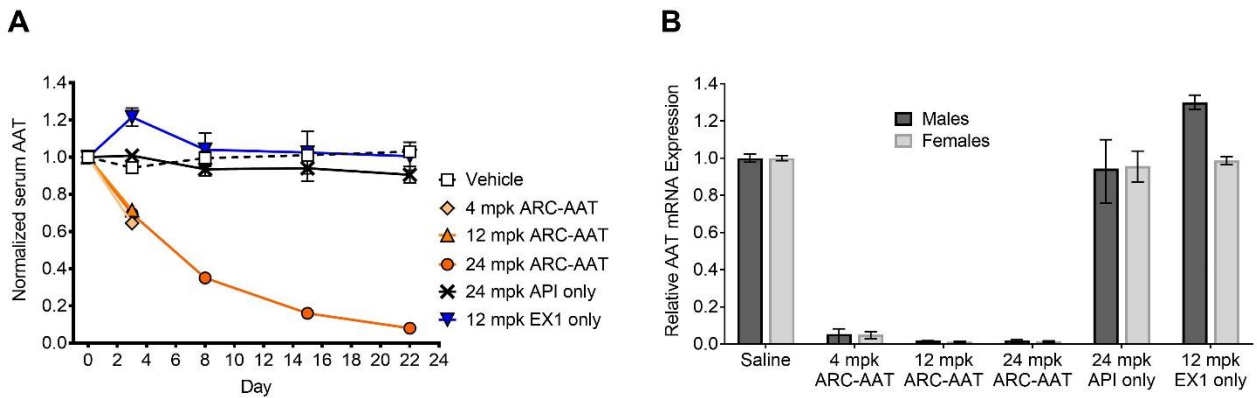 A
Normalized serum AAT
1.4
1.2
1.0
0.8
0.6
0.4
0.2
0.0
0 2 4 6 8 10 12 14 16 18 20 22 24
Day
Vehicle
4 mpk ARC-AAT
12 mpk ARC-AAT
24 mpk ARC-AAT
24 mpk API only
12 mpk EX1 only
B
Relative AAT mRNA Expression
1.4
1.2
1.0
0.8
0.6
0.4
0.2
0.0
Males
Females
Saline 4 mpk 12 mpk 24 mpk 24 mpk 12 mpk
ARC-AAT ARC-AAT ARC-AAT API only EX1 only